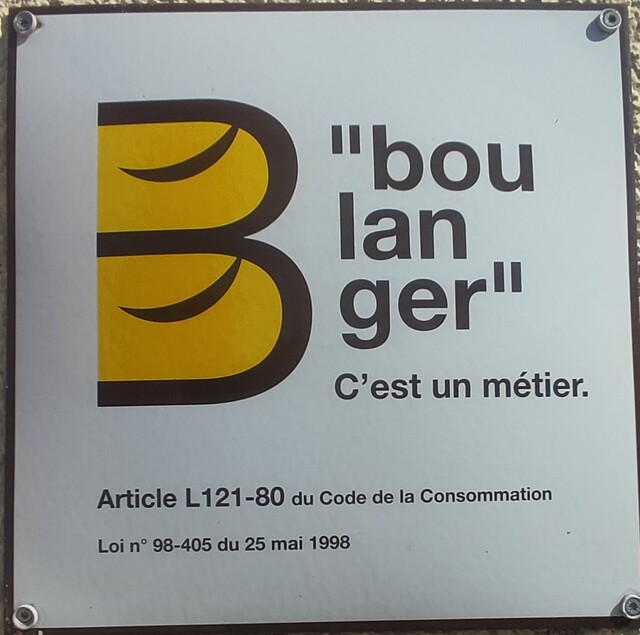 "bou
lan
ger"
C'est un métier.
Article L121-80 du Code de la Consommation
Loi n° 98-405 du 25 mai 1998